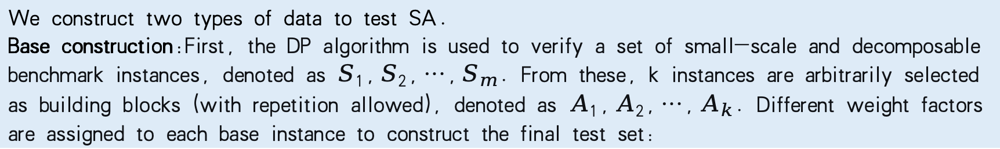 We construct two types of data to test SA.
Base construction:First, the DP algorithm is used to verify a set of small-scale and decomposable
benchmark instances, denoted as S₁, S₂, ⋯, Sₘ. From these, k instances are arbitrarily selected
as building blocks (with repetition allowed), denoted as A₁, A₂, ⋯, Aₖ. Different weight factors
are assigned to each base instance to construct the final test set: